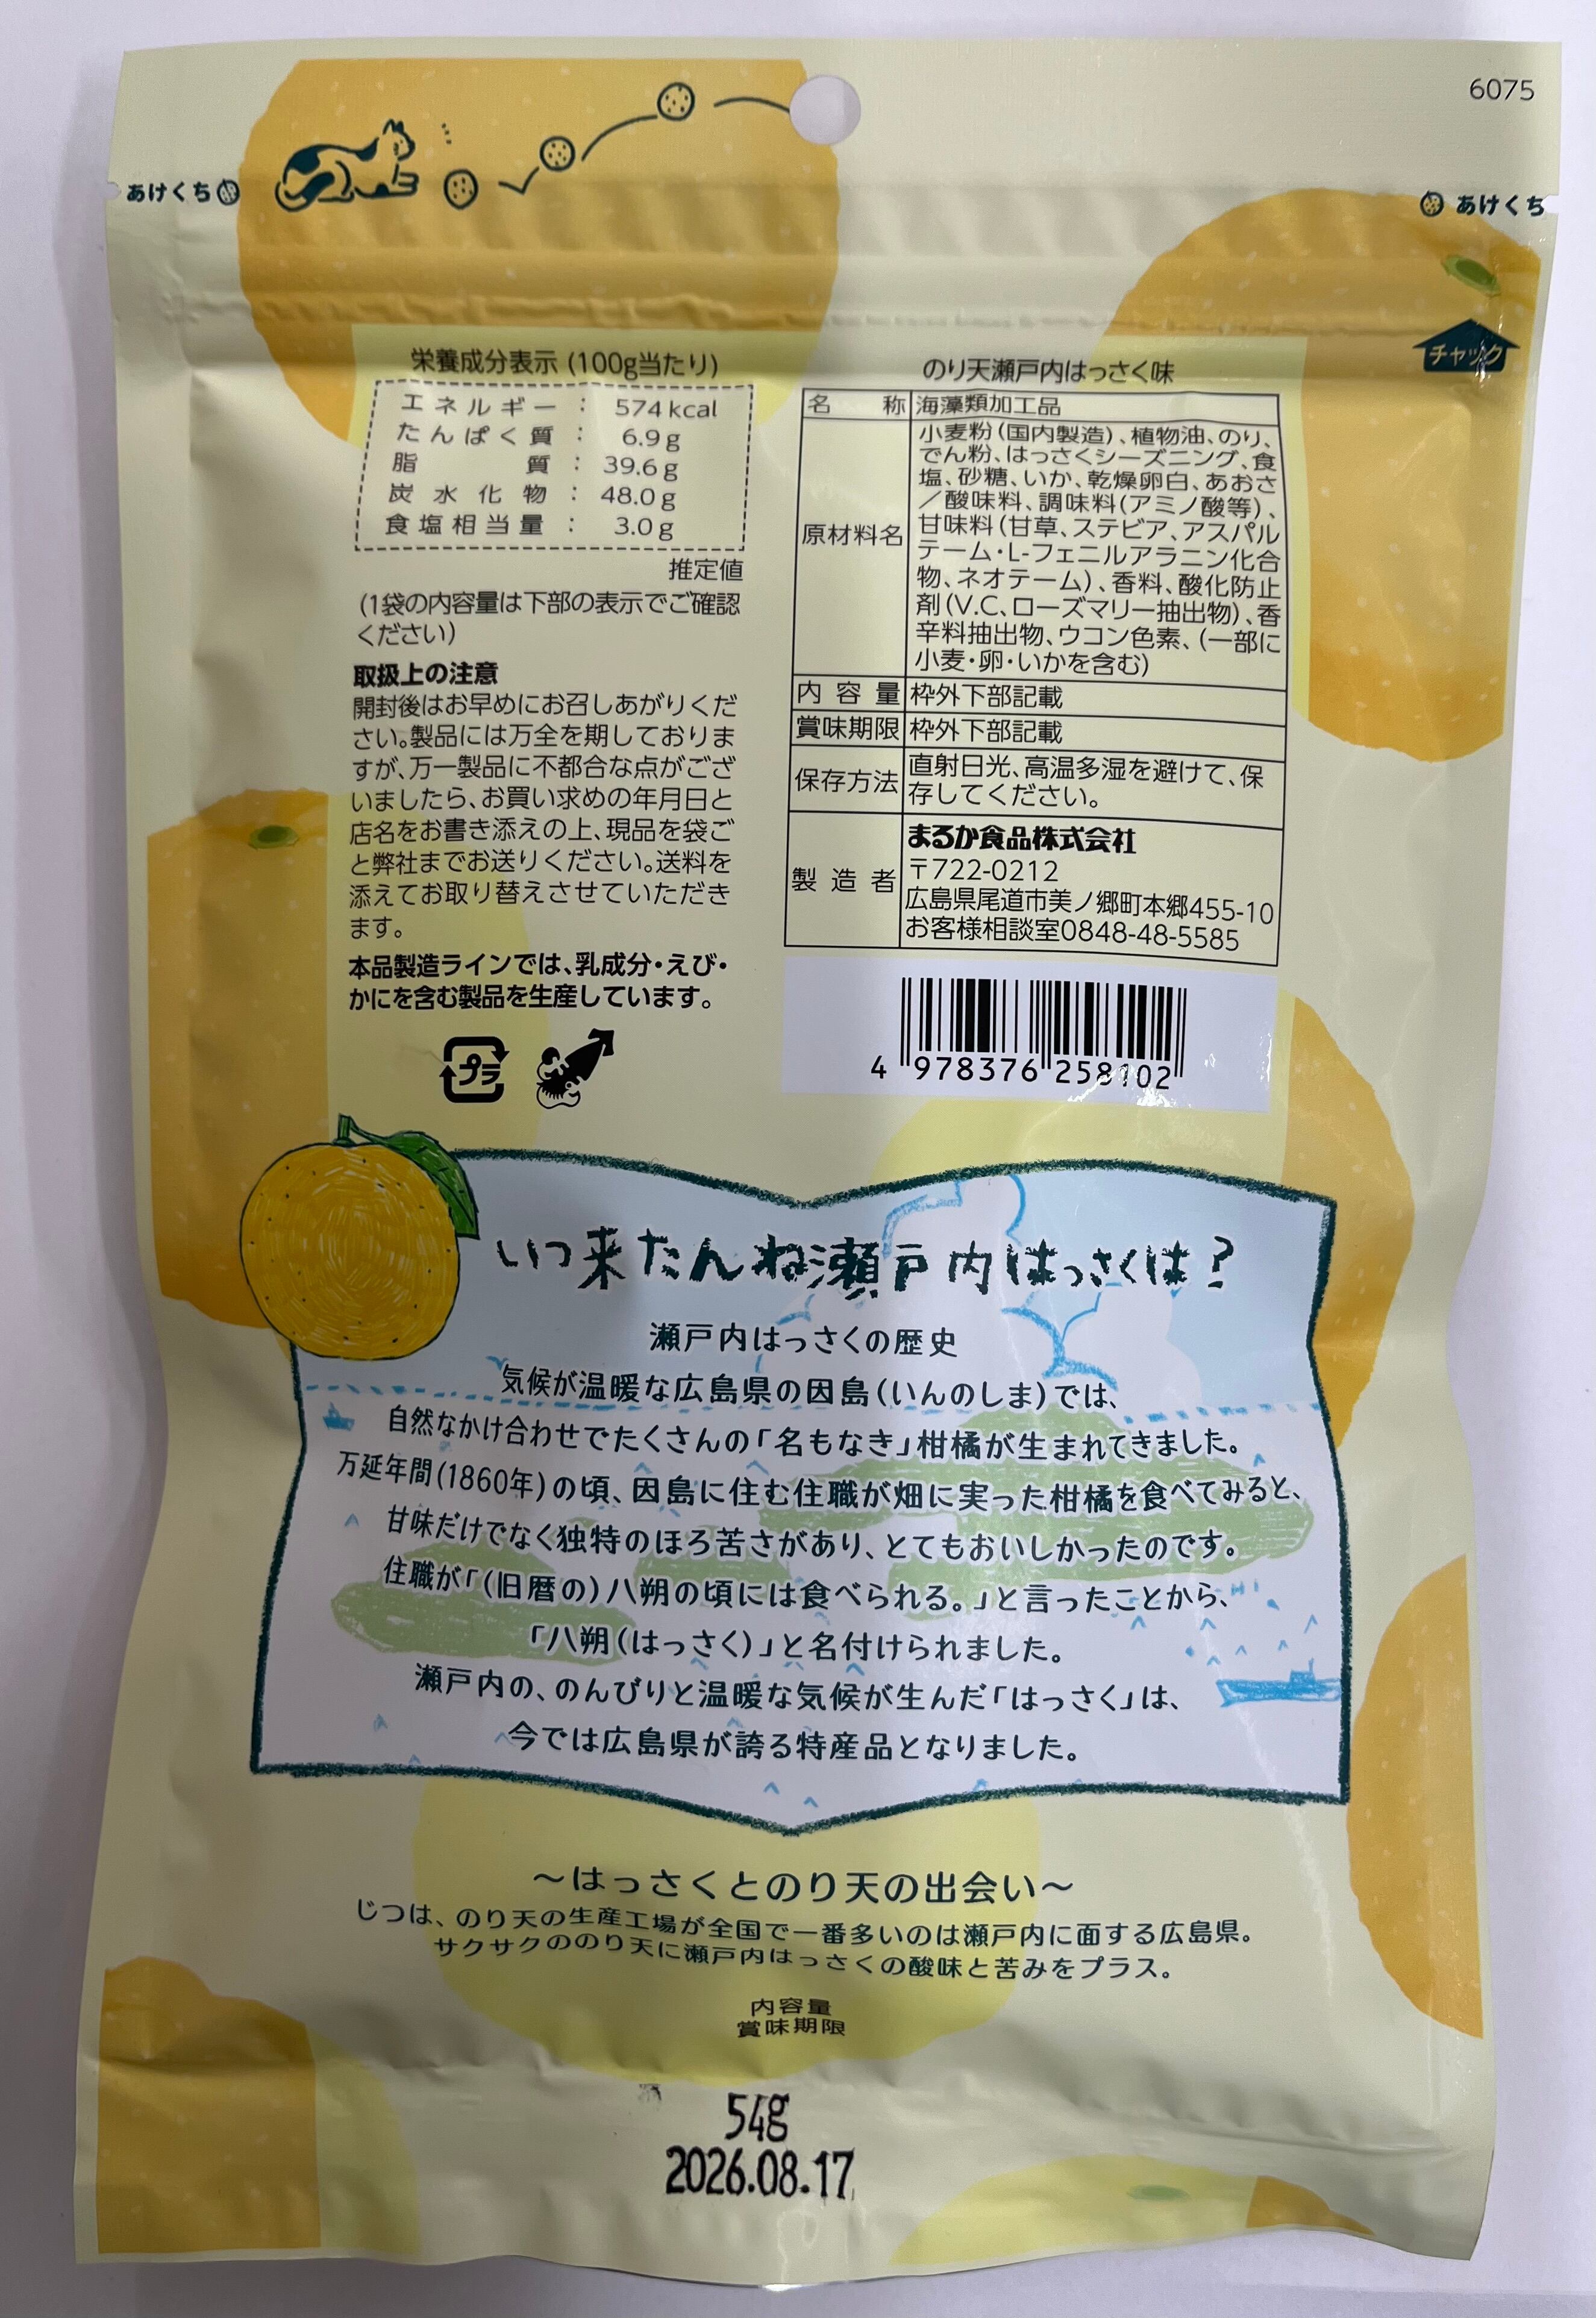 6075
あけくち
あけくち
チャック
栄養成分表示 (100g当たり)
エネルギー : 574kcal
たんぱく質 : 6.9g
脂質 : 39.6g
炭水化物 : 48.0g
食塩相当量 : 3.0g
推定値
(1袋の内容量は下部の表示でご確認
ください)
取扱上の注意
開封後はお早めにお召しあがりくだ
さい。製品には万全を期しておりま
すが、万一製品に不都合な点がござ
いましたら、お買い求めの年月日と
店名をお書き添えの上、現品を袋ご
と弊社までお送りください。送料を
添えてお取り替えさせていただき
ます。
本品製造ラインでは、乳成分・えび・
かにを含む製品を生産しています。
プラ
のり天瀬戸内はっさく味
名称 海藻類加工品
原材料名 小麦粉(国内製造)、植物油、のり、
でん粉、はっさくシーズニング、食
塩、砂糖、いか、乾燥卵白、あおさ
/酸味料、調味料(アミノ酸等)、
甘味料(甘草、ステビア、アスパル
テーム・L-フェニルアラニン化合
物、ネオテーム)、香料、酸化防止
剤(V.C、ローズマリー抽出物)、香
辛料抽出物、ウコン色素、(一部に
小麦・卵・いかを含む)
内容量 枠外下部記載
賞味期限 枠外下部記載
保存方法 直射日光、高温多湿を避けて、保
存してください。
製造者 まるか食品株式会社
〒722-0212
広島県尾道市美ノ郷町本郷455-10
お客様相談室0848-48-5585
4 978376 258102
いつ来たんね瀬戸内はっさくは?
瀬戸内はっさくの歴史
気候が温暖な広島県の因島(いんのしま)では、
自然なかけ合わせでたくさんの「名もなき」柑橘が生まれてきました。
万延年間(1860年)の頃、因島に住む住職が畑に実った柑橘を食べてみると、
甘味だけでなく独特のほろ苦さがあり、とてもおいしかったのです。
住職が「(旧暦の)八朔の頃には食べられる。」と言ったことから、
「八朔(はっさく)」と名付けられました。
瀬戸内の、のんびりと温暖な気候が生んだ「はっさく」は、
今では広島県が誇る特産品となりました。
〜はっさくとのり天の出会い〜
じつは、のり天の生産工場が全国で一番多いのは瀬戸内に面する広島県。
サクサクののり天に瀬戸内はっさくの酸味と苦みをプラス。
内容量
賞味期限
54g
2026.08.17